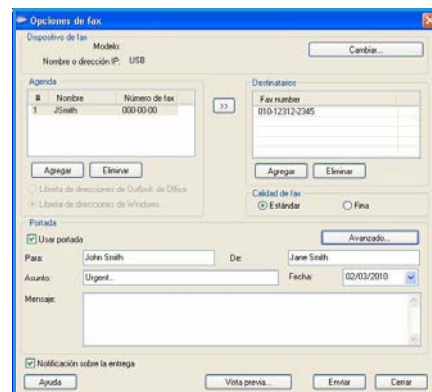 Opciones de fax
Dispositivo de fax
Modelo:
Nombre o dirección IP: USB
Cambiar...
Agenda
# Nombre Número de fax
1 JSmith 000-00-00
>>
Agregar Eliminar
Libreta de direcciones de Outlook de Office
Libreta de direcciones de Windows
Destinatarios
Fax number
010-12312-2345
Agregar Eliminar
Calidad de fax
Estándar Fina
Portada
Usar portada
Avanzado...
Para: John Smith De: Jane Smith
Asunto: Urgent... Fecha: 02/03/2010
Mensaje:
Notificación sobre la entrega
Ayuda Vista previa... Enviar Cerrar